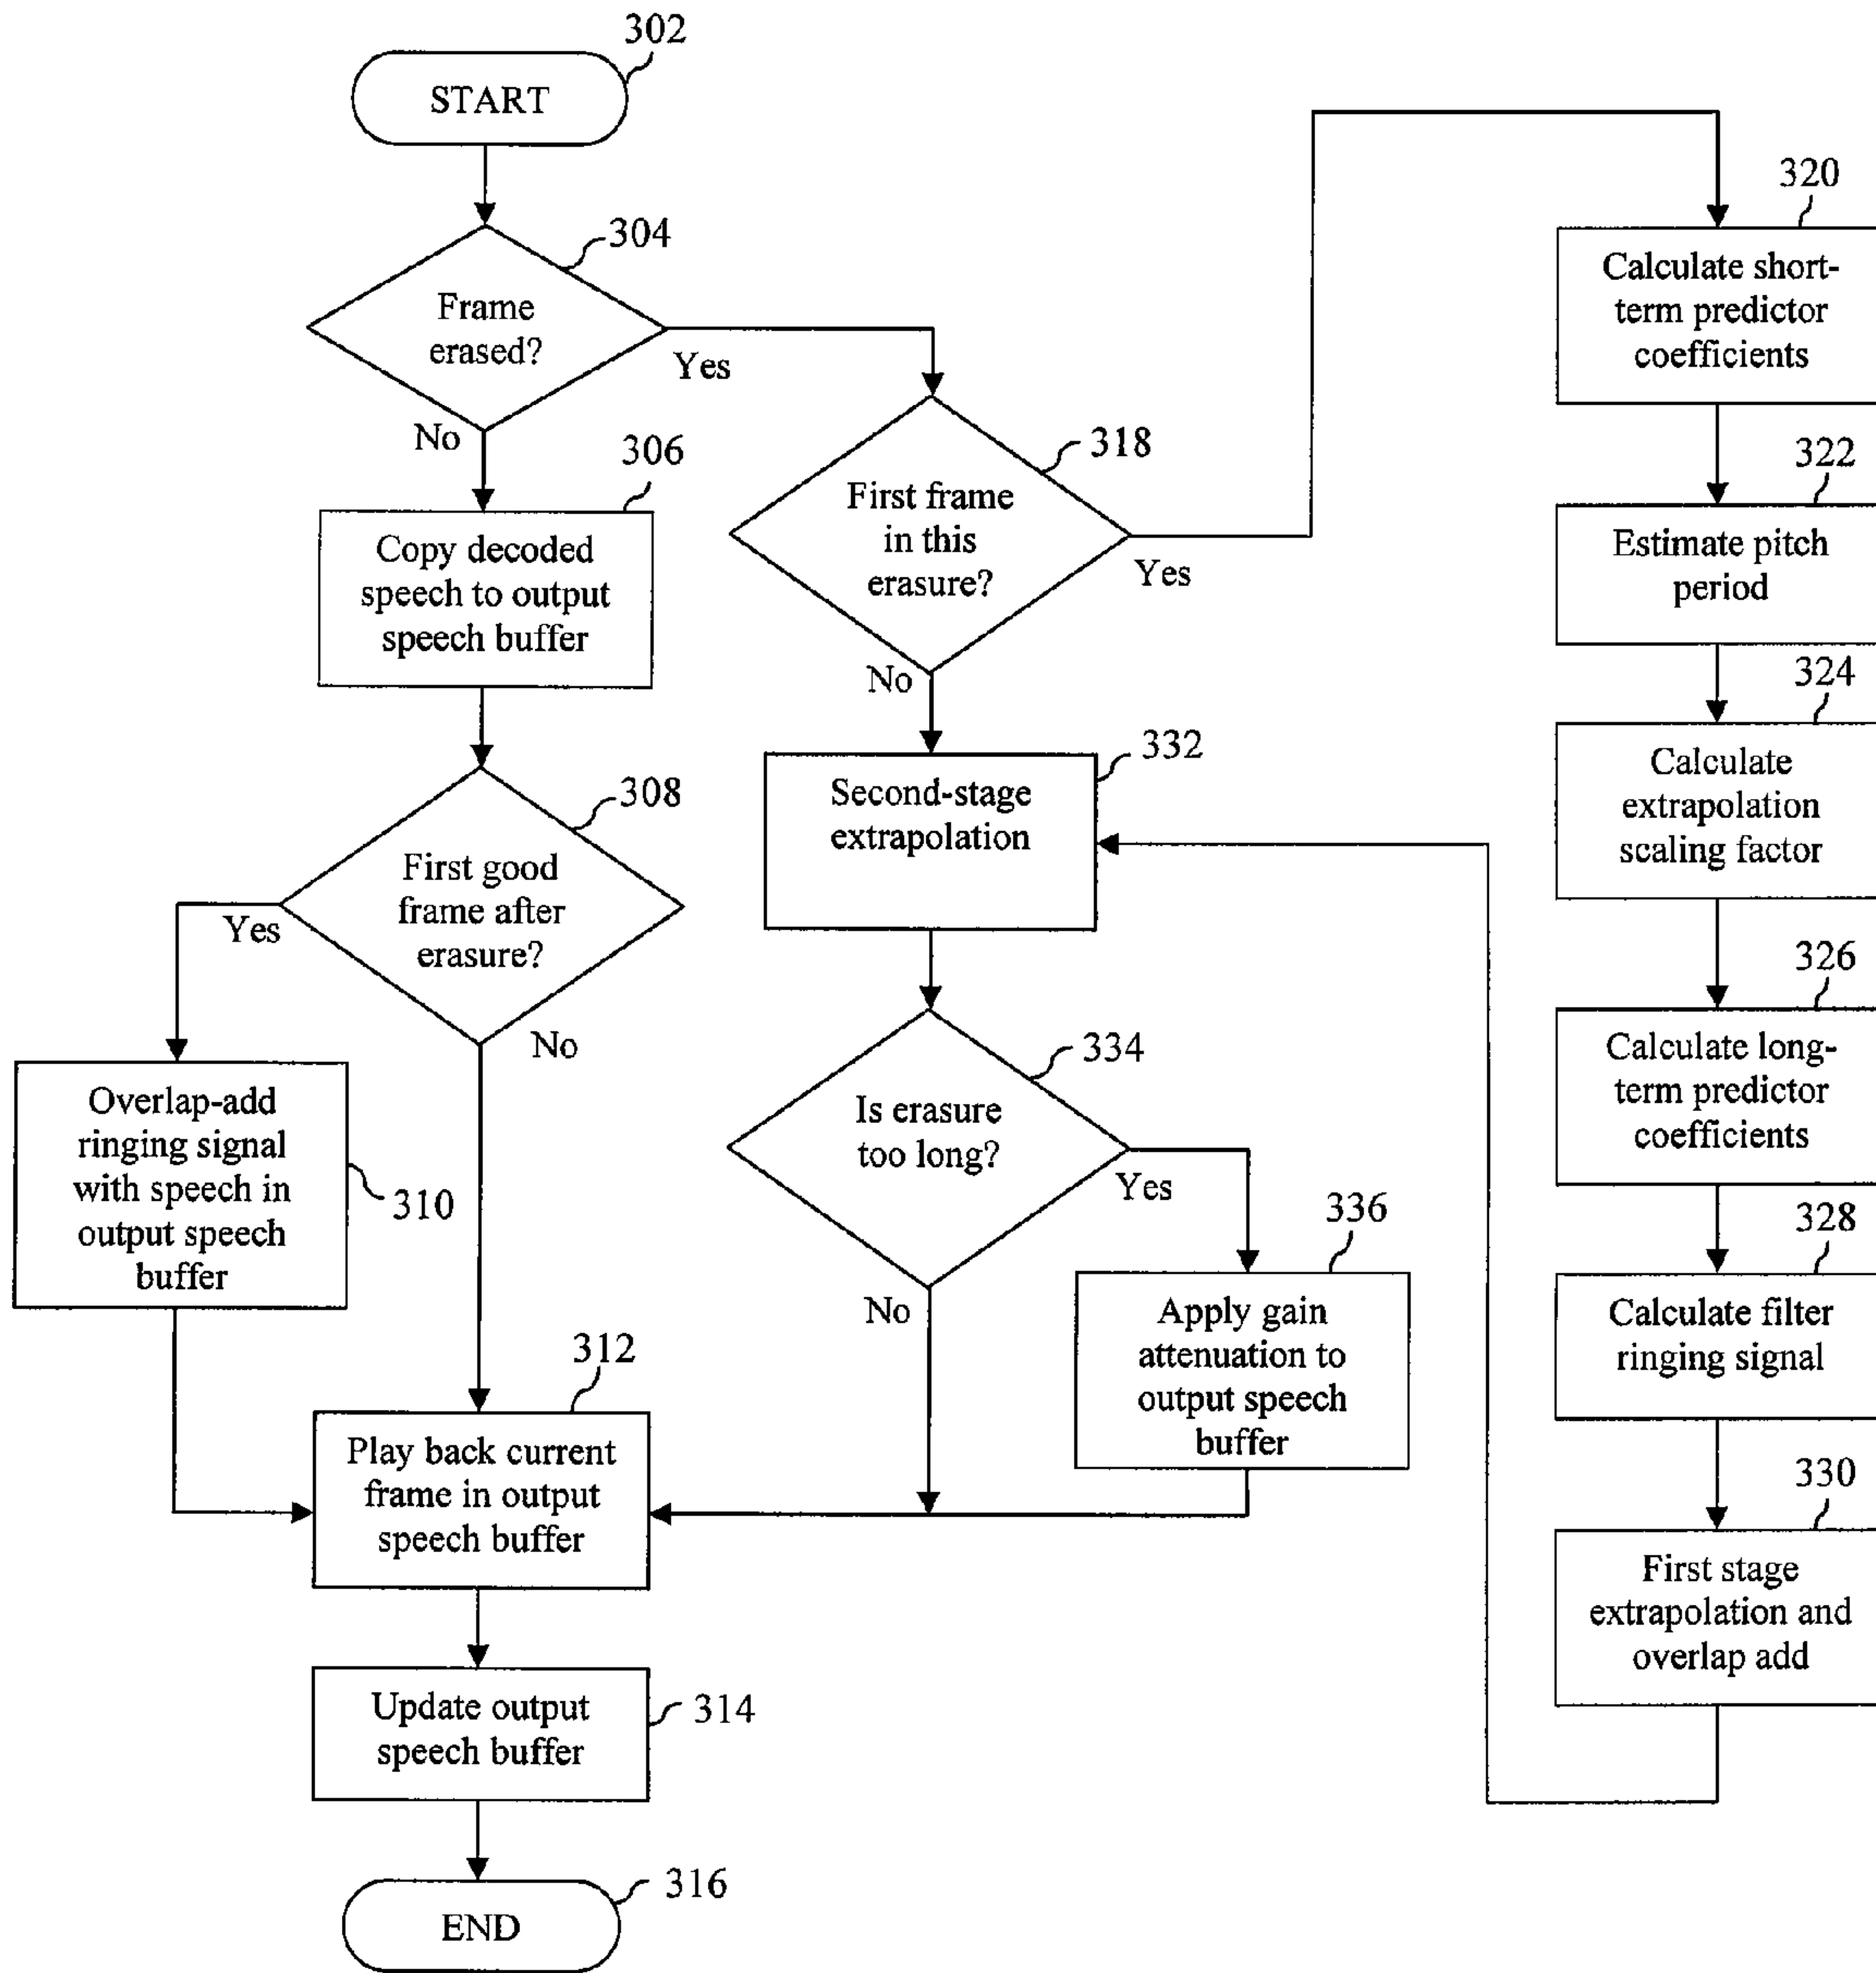 302
START
304
Frame
erased?
Yes
No
306
Copy decoded
speech to output
speech buffer
308
First good
frame after
erasure?
Yes
No
Overlap-add
ringing signal
with speech in
output speech
buffer
310
312
Play back current
frame in output
speech buffer
Update output
speech buffer
314
316
END
318
First frame
in this
erasure?
Yes
No
332
Second-stage
extrapolation
334
Is erasure
too long?
Yes
No
336
Apply gain
attenuation to
output speech
buffer
320
Calculate short-
term predictor
coefficients
322
Estimate pitch
period
324
Calculate
extrapolation
scaling factor
326
Calculate long-
term predictor
coefficients
328
Calculate filter
ringing signal
330
First stage
extrapolation and
overlap add